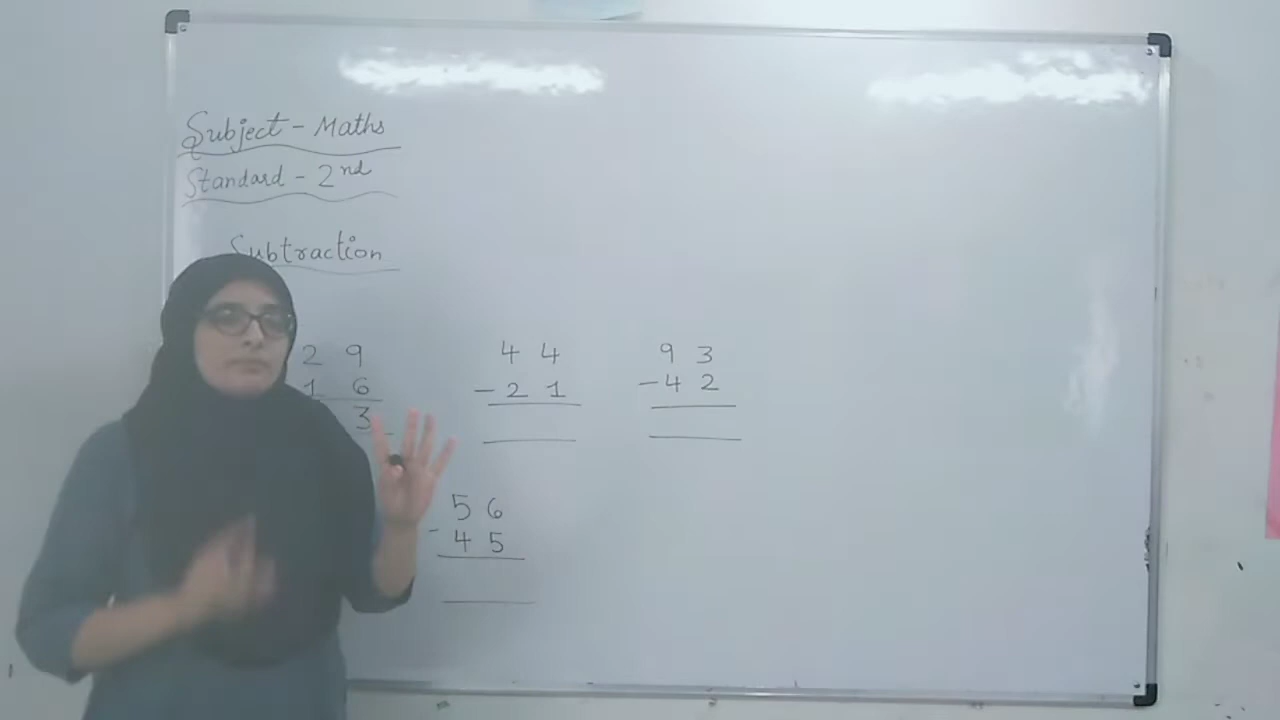 Subject - Maths
Standard - 2nd
Subtraction
2 9
1 6
3
4 4
- 2 1
9 3
- 4 2
5 6
- 4 5